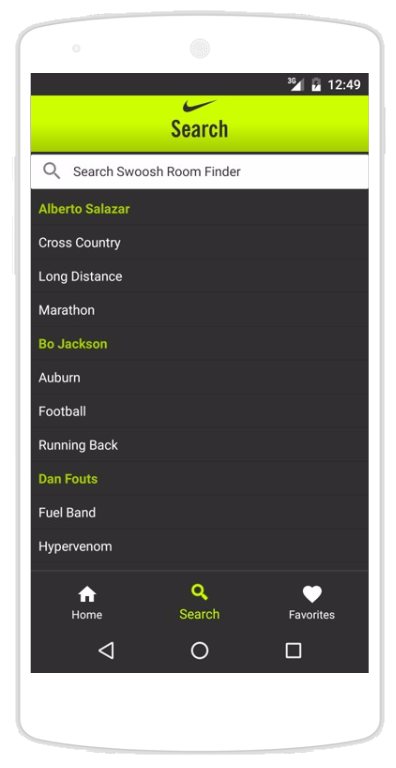 3G 12:49
Search
Search Swoosh Room Finder
Alberto Salazar
Cross Country
Long Distance
Marathon
Bo Jackson
Auburn
Football
Running Back
Dan Fouts
Fuel Band
Hypervenom
Home Search Favorites